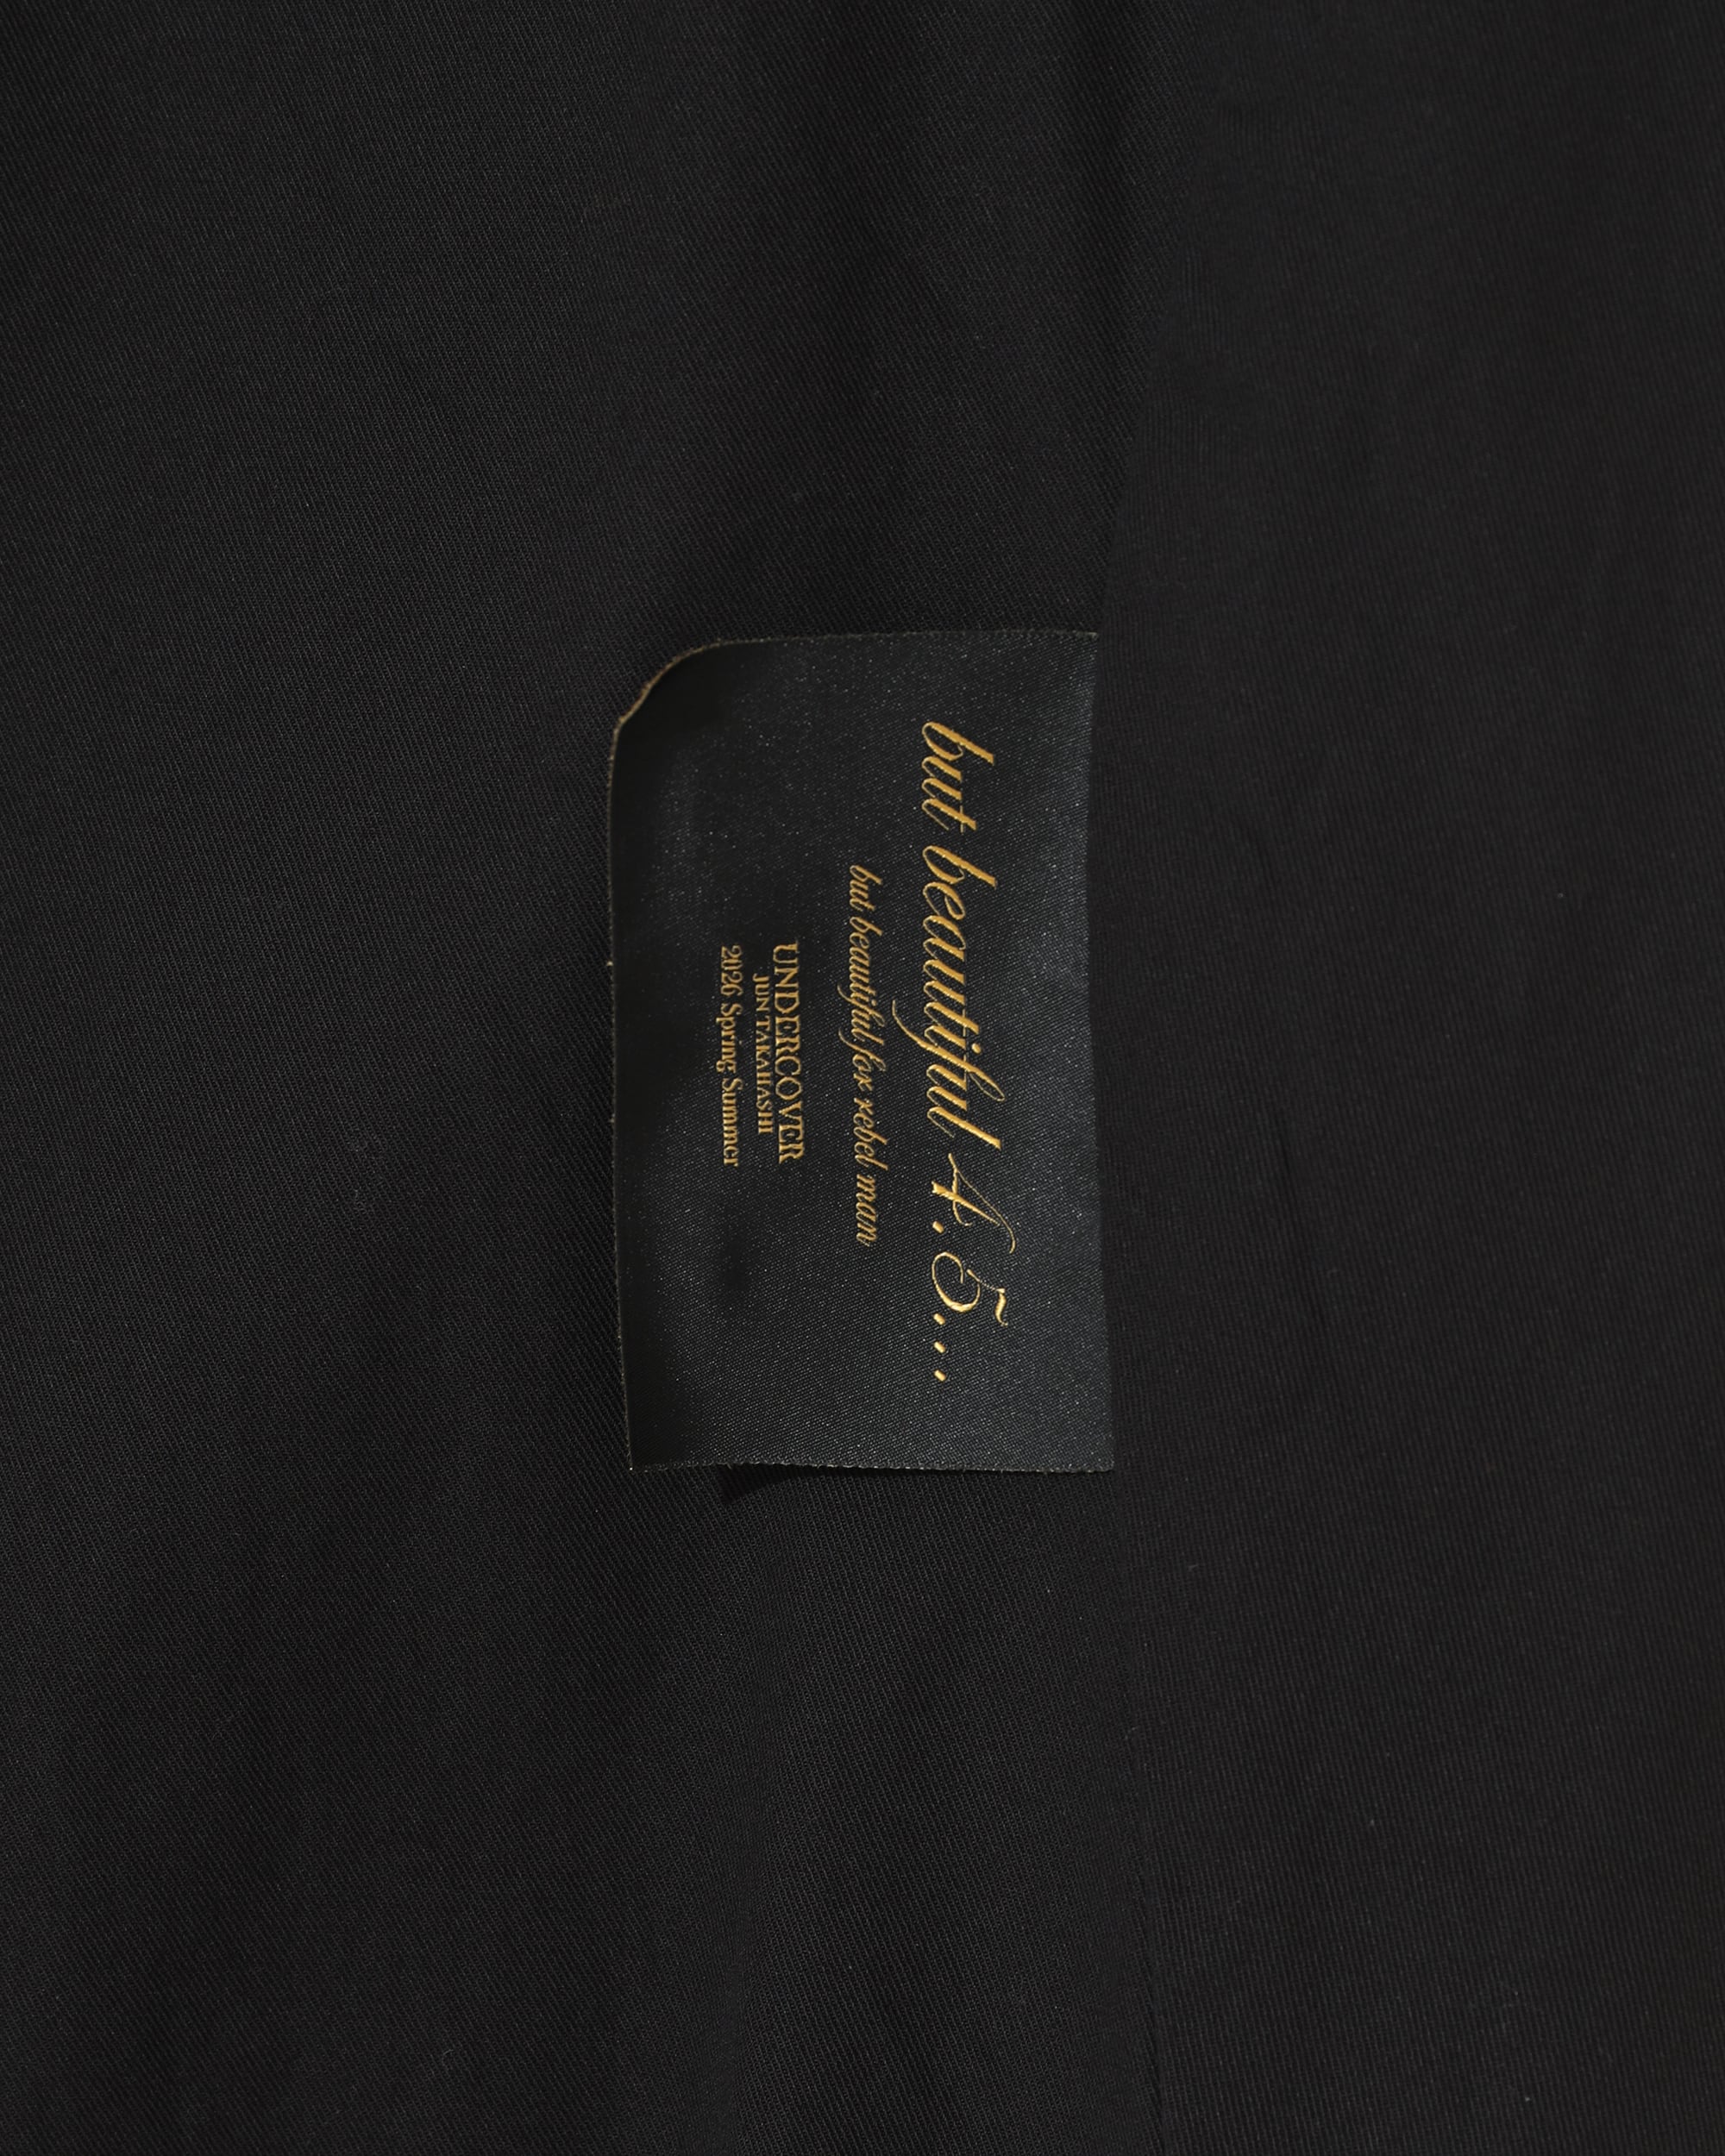 but beautiful 4.5...
but beautiful for rebel man
UNDERCOVER
JUN TAKAHASHI
2026 Spring Summer